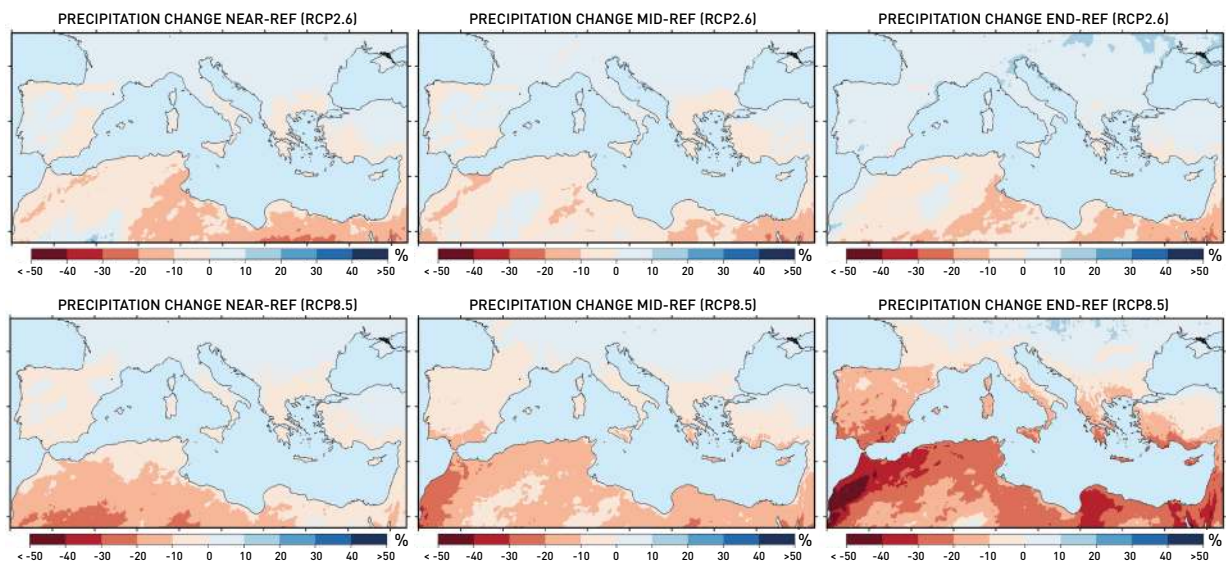 PRECIPITATION CHANGE NEAR-REF (RCP2.6)
PRECIPITATION CHANGE MID-REF (RCP2.6)
PRECIPITATION CHANGE END-REF (RCP2.6)
< -50 -40 -30 -20 -10 0 10 20 30 40 >50 %
< -50 -40 -30 -20 -10 0 10 20 30 40 >50 %
< -50 -40 -30 -20 -10 0 10 20 30 40 >50 %
PRECIPITATION CHANGE NEAR-REF (RCP8.5)
PRECIPITATION CHANGE MID-REF (RCP8.5)
PRECIPITATION CHANGE END-REF (RCP8.5)
< -50 -40 -30 -20 -10 0 10 20 30 40 >50 %
< -50 -40 -30 -20 -10 0 10 20 30 40 >50 %
< -50 -40 -30 -20 -10 0 10 20 30 40 >50 %